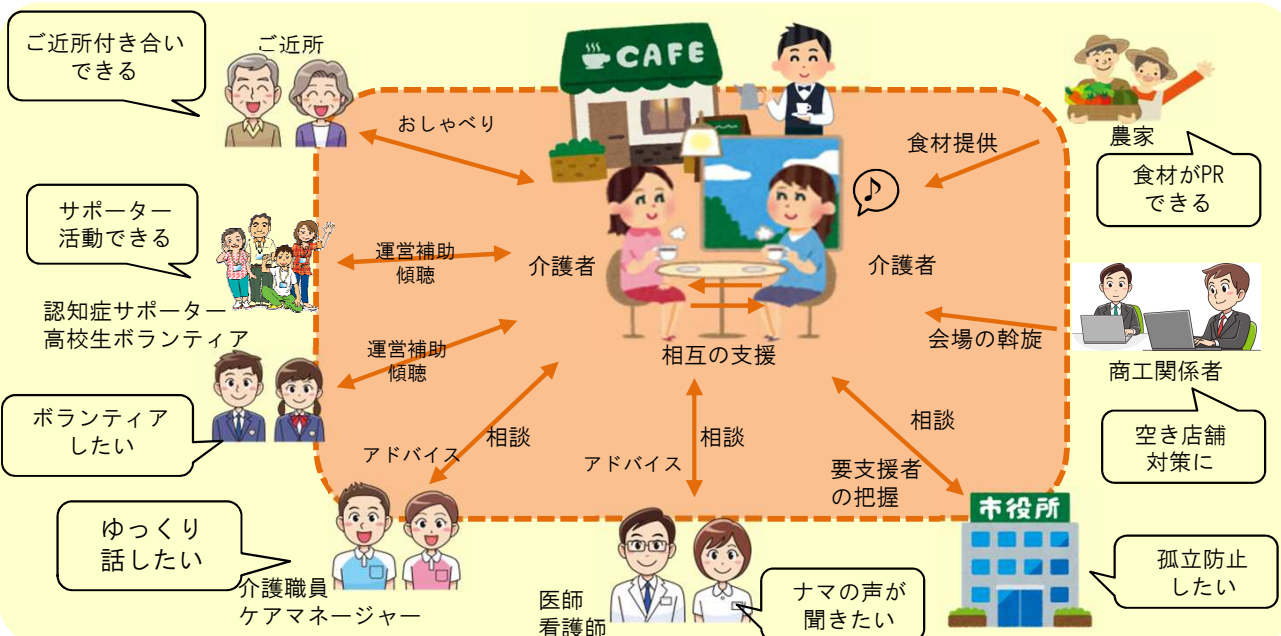 ご近所付き合い
できる
ご近所
CAFE
おしゃべり
食材提供
農家
食材がPR
できる
サポーター
活動できる
運営補助
傾聴
介護者
介護者
♪
認知症サポーター
高校生ボランティア
運営補助
傾聴
相互の支援
会場の斡旋
商工関係者
ボランティア
したい
アドバイス
相談
アドバイス
相談
相談
要支援者
の把握
空き店舗
対策に
市役所
ゆっくり
話したい
介護職員
ケアマネージャー
医師
看護師
ナマの声が
聞きたい
孤立防止
したい